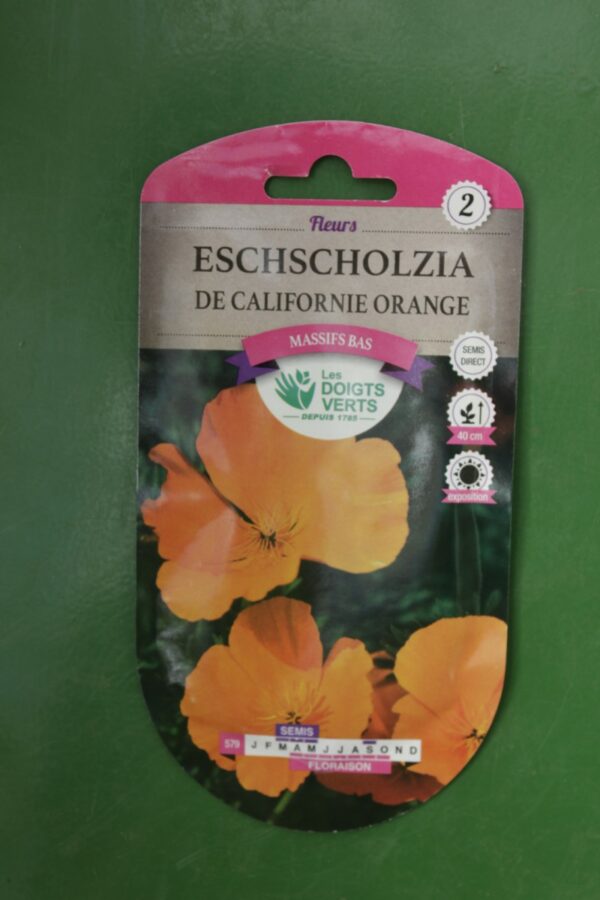 2
Fleurs
ESCHSCHOLZIA
DE CALIFORNIE ORANGE
MASSIFS BAS
Les
DOIGTS
VERTS
DEPUIS 1785
SEMIS
DIRECT
40 cm
exposition
SEMIS
579 J F M A M J J A S O N D
FLORAISON